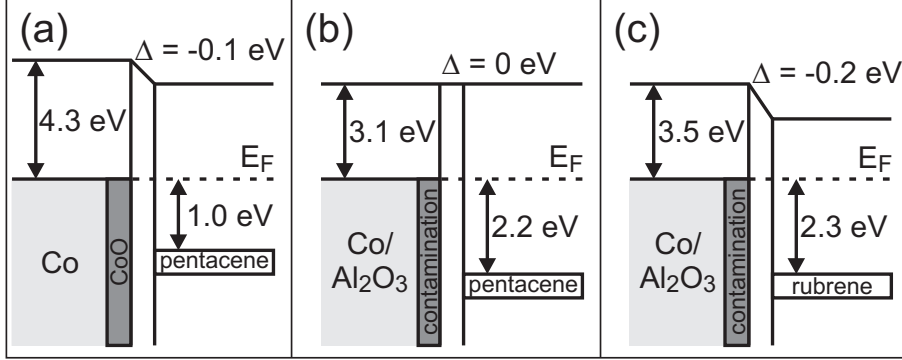 (a)
Δ = -0.1 eV
4.3 eV
E_F
1.0 eV
Co
CoO
pentacene
(b)
Δ = 0 eV
3.1 eV
E_F
2.2 eV
Co/
Al₂O₃
contamination
pentacene
(c)
Δ = -0.2 eV
3.5 eV
E_F
2.3 eV
Co/
Al₂O₃
contamination
rubrene